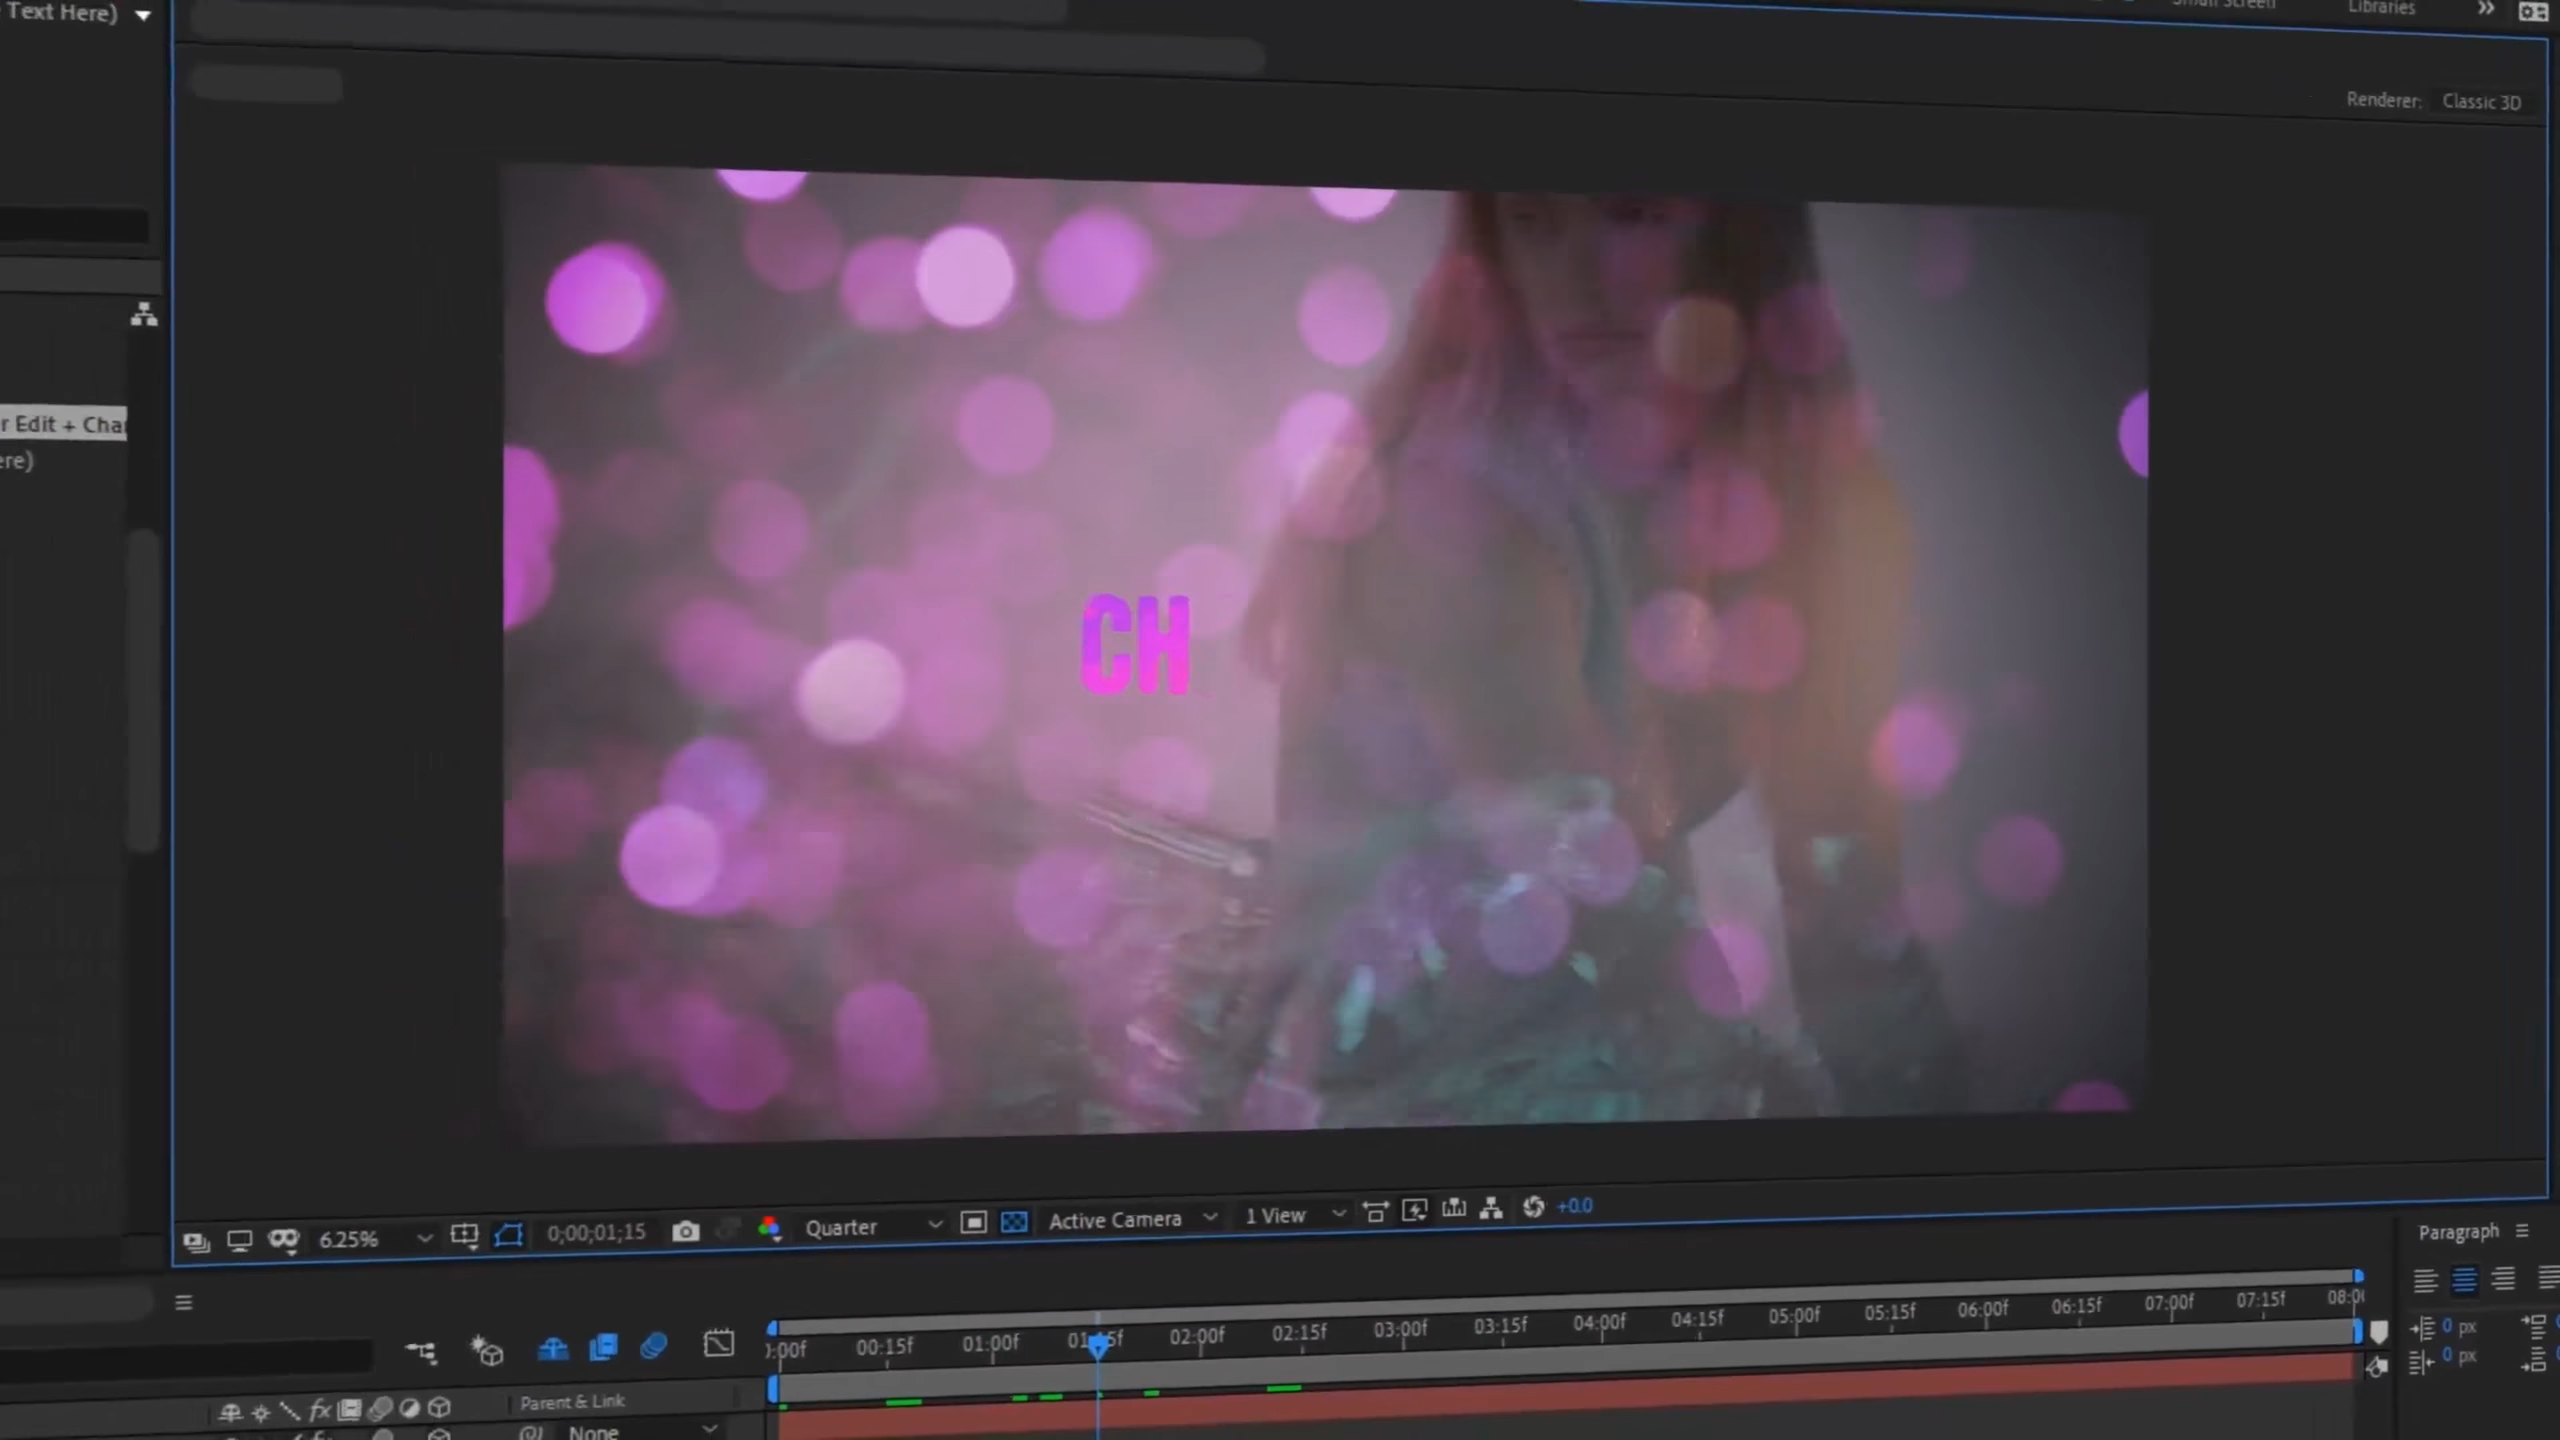 Text Here)
Small Screen
Libraries
Renderer: Classic 3D
r Edit + Cha
ere)
CH
6.25%
0;00;01;15
Quarter
Active Camera
1 View
+0.0
Paragraph
:00f 00:15f 01:00f 02:00f 02:15f 03:00f 03:15f 04:00f 04:15f 05:00f 05:15f 06:00f 06:15f 07:00f 07:15f 08:0
0 px
0 px
fx
Parent & Link
None